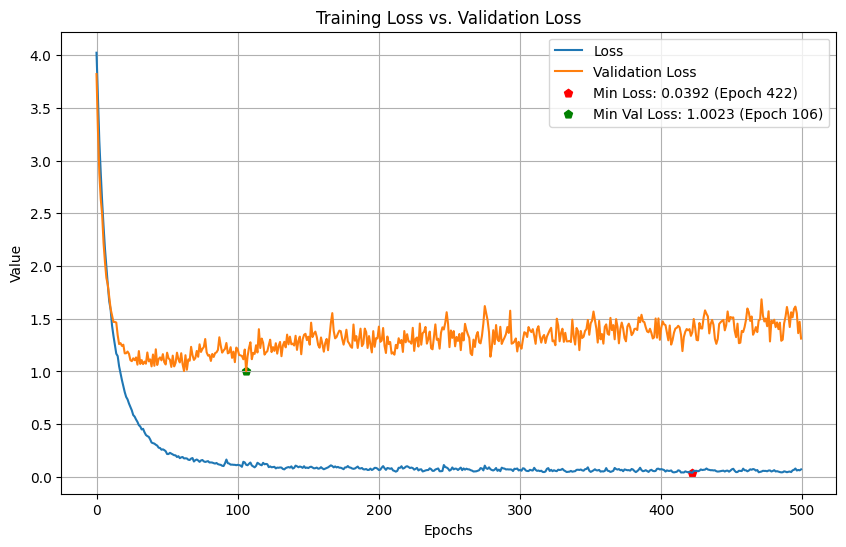 Training Loss vs. Validation Loss
Loss
Validation Loss
Min Loss: 0.0392 (Epoch 422)
Min Val Loss: 1.0023 (Epoch 106)
Value
4.0
3.5
3.0
2.5
2.0
1.5
1.0
0.5
0.0
0 100 200 300 400 500
Epochs